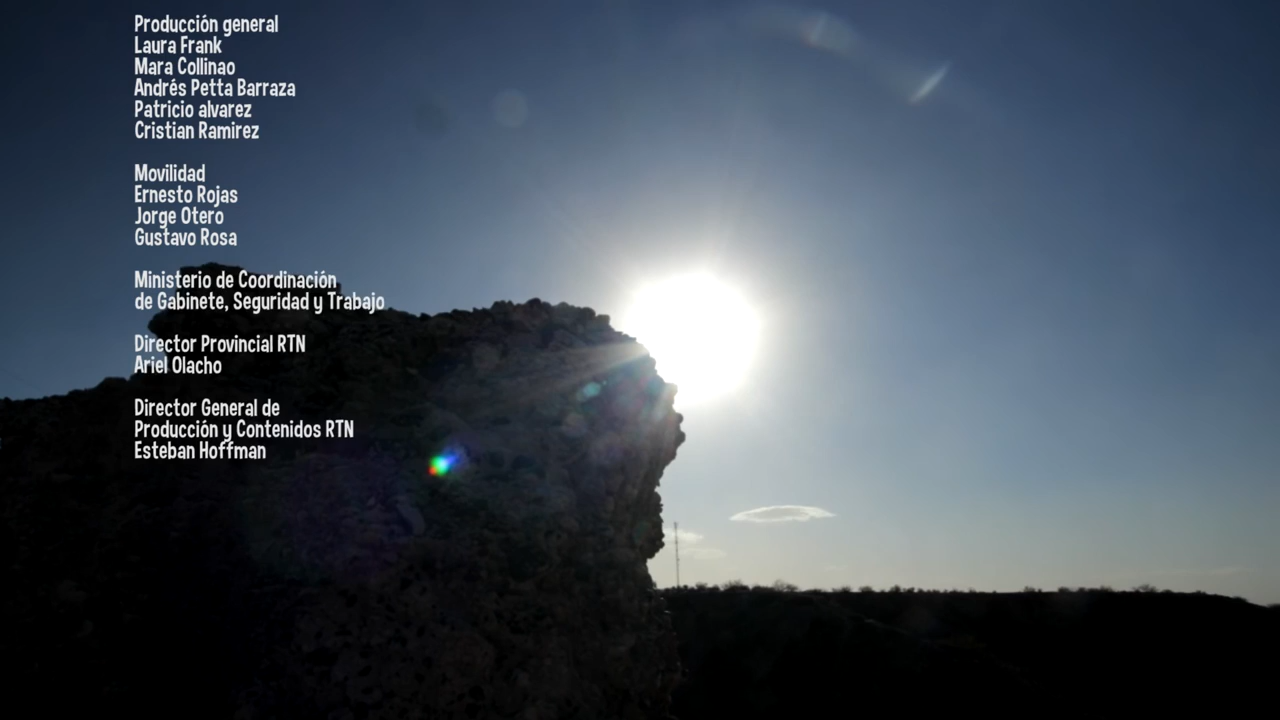 Producción general
Laura Frank
Mara Collinao
Andrés Petta Barraza
Patricio alvarez
Cristian Ramirez
Movilidad
Ernesto Rojas
Jorge Otero
Gustavo Rosa
Ministerio de Coordinación
de Gabinete, Seguridad y Trabajo
Director Provincial RTN
Ariel Olacho
Director General de
Producción y Contenidos RTN
Esteban Hoffman